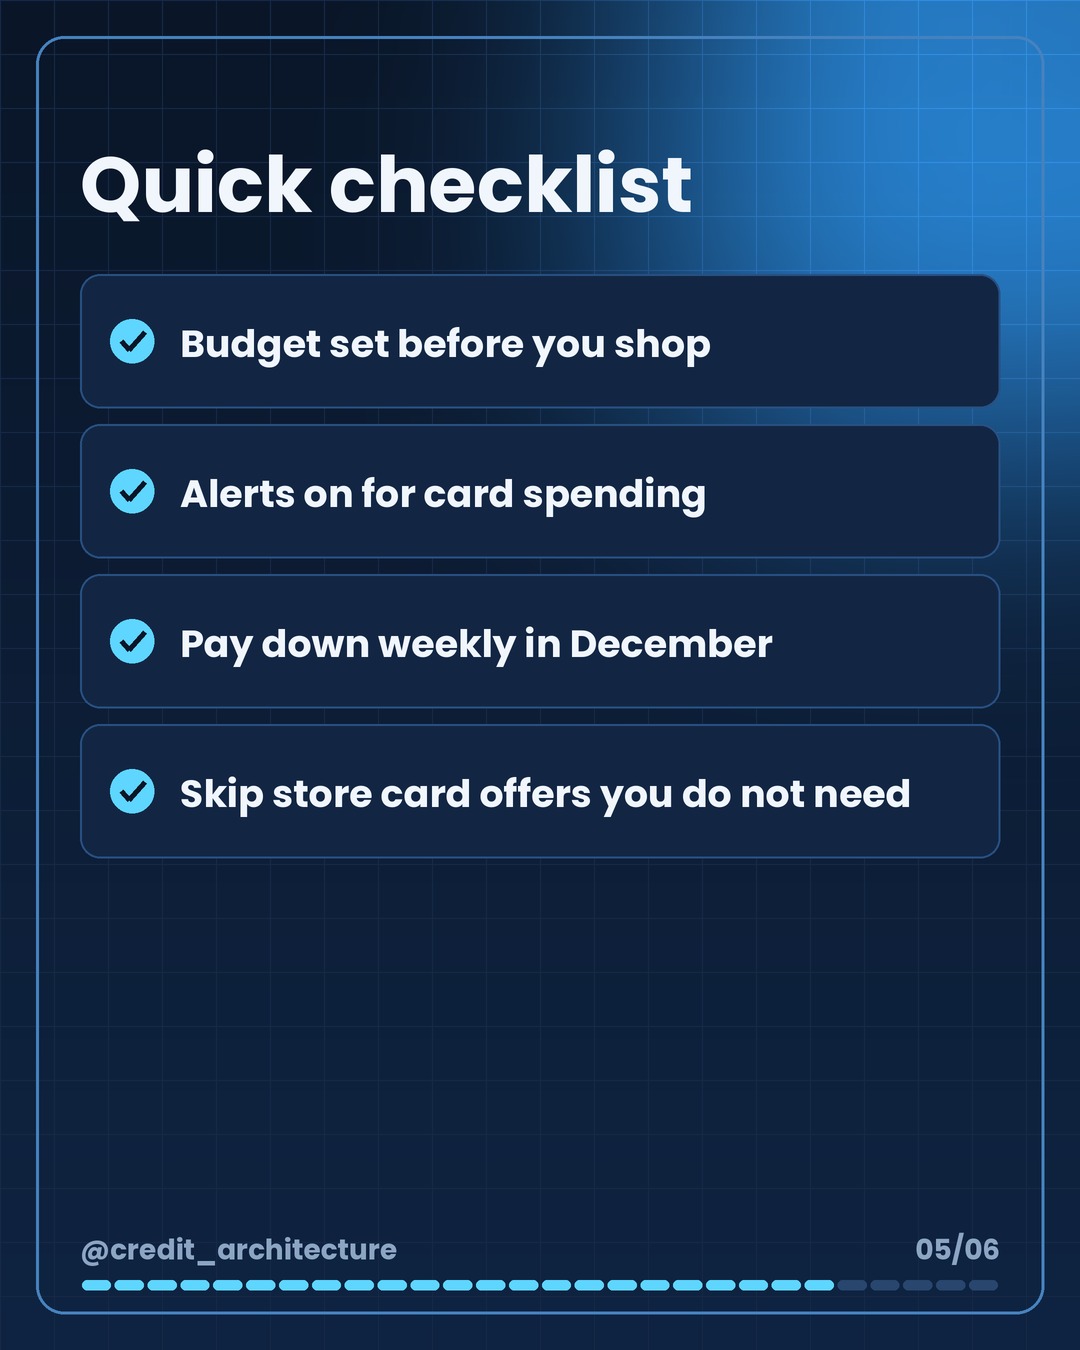 Quick checklist
Budget set before you shop
Alerts on for card spending
Pay down weekly in December
Skip store card offers you do not need
@credit_architecture
05/06